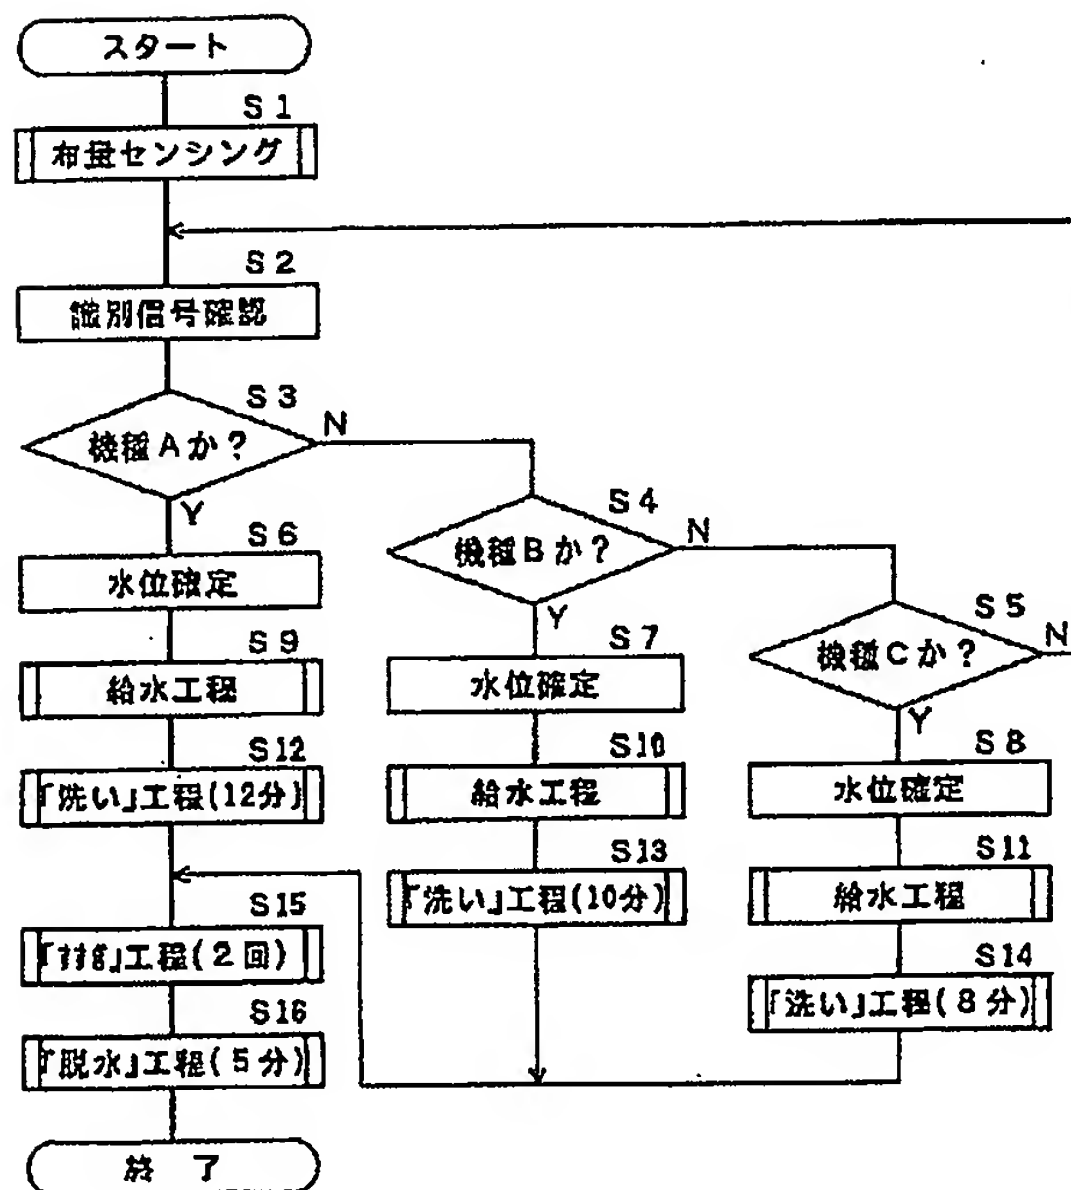 スタート
S1
布量センシング
S2
識別信号確認
S3
機種Aか?
N
Y
S4
機種Bか?
N
Y
S5
機種Cか?
N
Y
S6
水位確定
S9
給水工程
S12
「洗い」工程(12分)
S7
水位確定
S10
給水工程
S13
「洗い」工程(10分)
S8
水位確定
S11
給水工程
S14
「洗い」工程(8分)
S15
「すすぎ」工程(2回)
S16
「脱水」工程(5分)
終 了